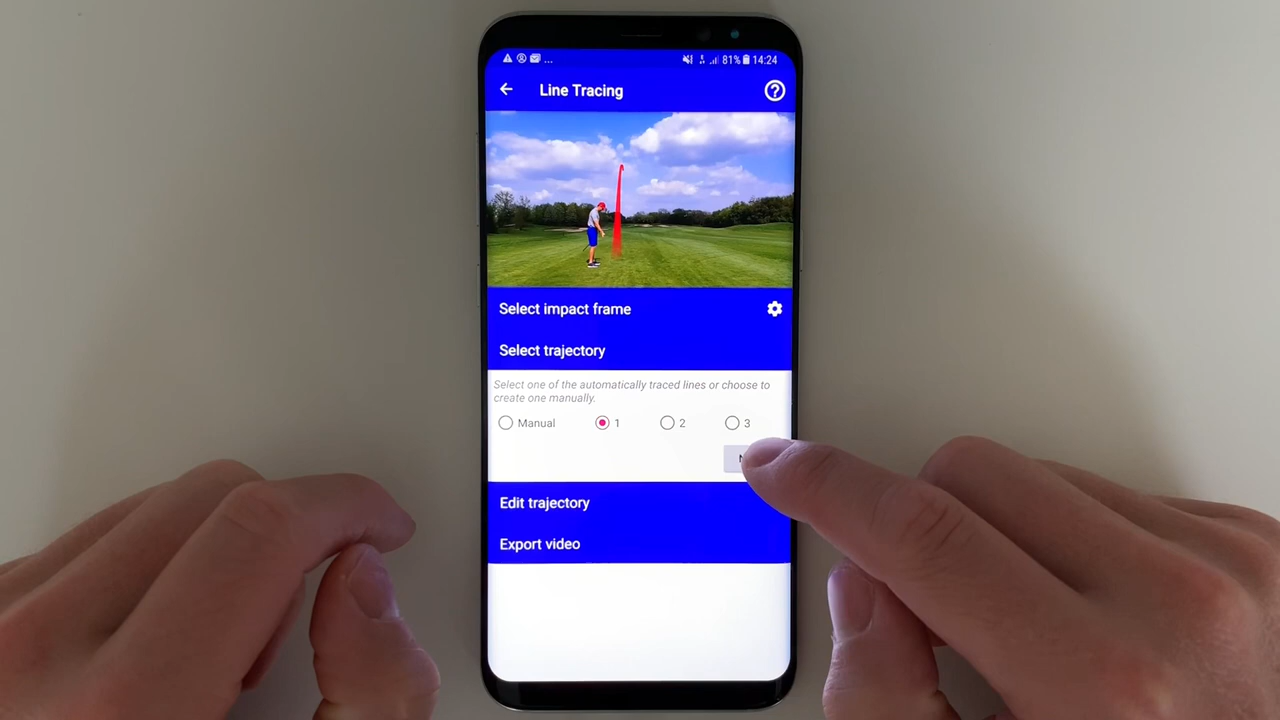 ... 81% 14:24
Line Tracing
Select impact frame
Select trajectory
Select one of the automatically traced lines or choose to
create one manually.
Manual 1 2 3
Edit trajectory
Export video